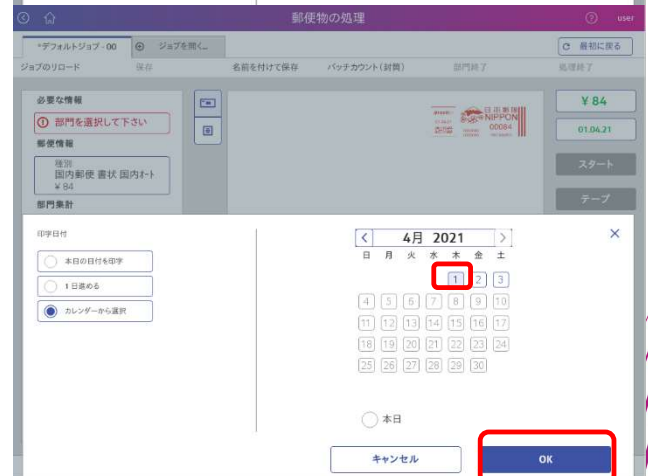 郵便物の処理
user
*デフォルトジョブ - 00
ジョブを開く...
最初に戻る
ジョブのリロード
保存
名前を付けて保存
バッチカウント(封筒)
部門終了
処理終了
必要な情報
部門を選択して下さい
郵便情報
種別
国内郵便 書状 国内ｵｰﾄ
¥ 84
部門集計
日本郵便
NIPPON
00084
¥ 84
01.04.21
スタート
テープ
印字日付
本日の日付を印字
1 日進める
カレンダーから選択
4月 2021
日 月 火 水 木 金 土
1 2 3
4 5 6 7 8 9 10
11 12 13 14 15 16 17
18 19 20 21 22 23 24
25 26 27 28 29 30
本日
キャンセル
OK